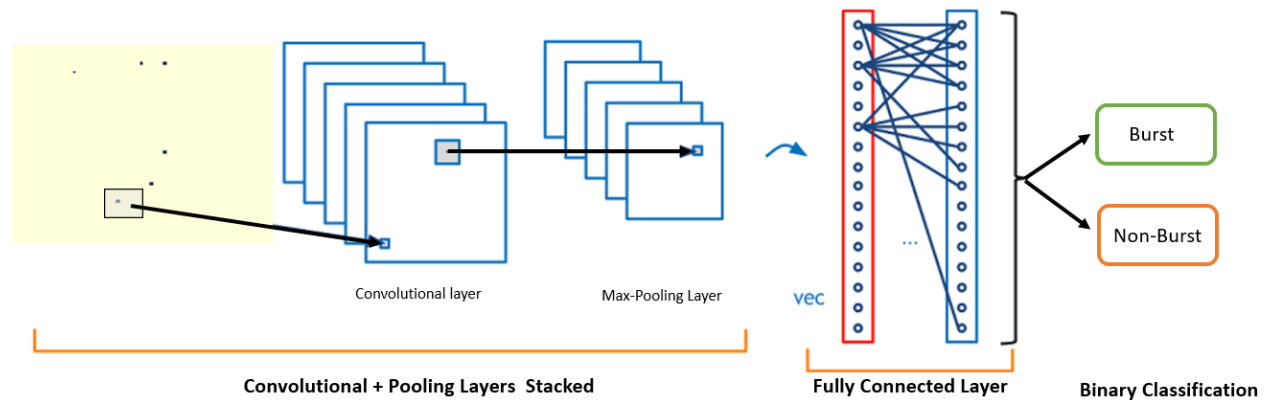 Burst
Non-Burst
Convolutional layer
Max-Pooling Layer
vec
...
Convolutional + Pooling Layers Stacked
Fully Connected Layer
Binary Classification